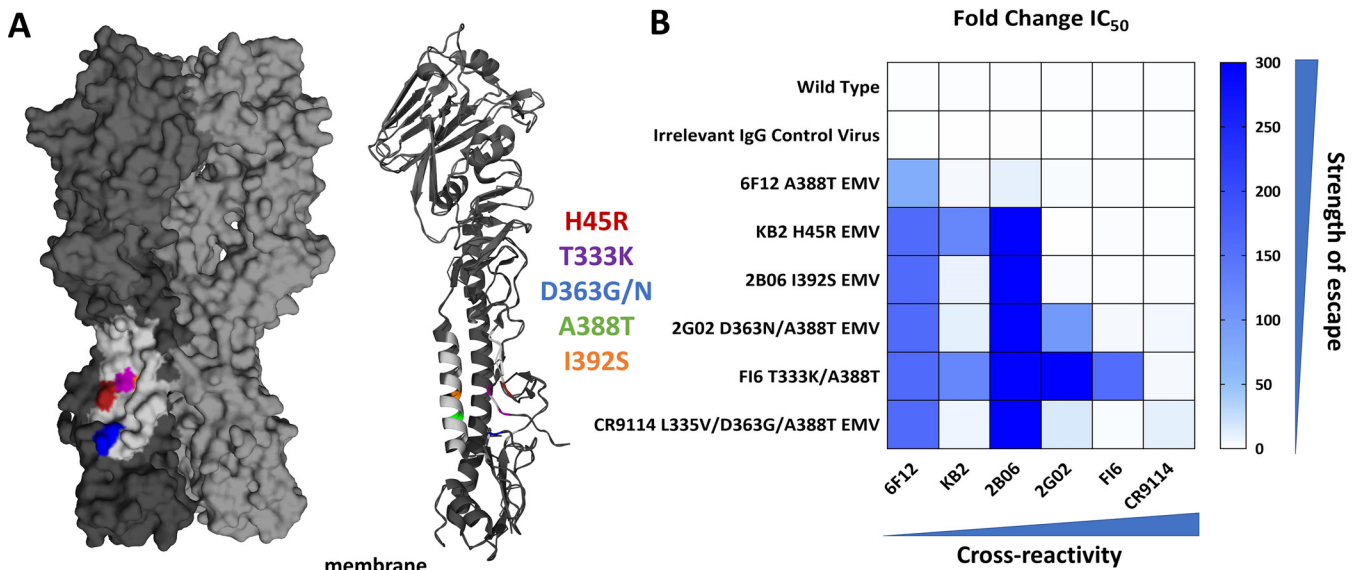 A
H45R
T333K
D363G/N
A388T
I392S
membrane
B
Fold Change IC50
Wild Type
Irrelevant IgG Control Virus
6F12 A388T EMV
KB2 H45R EMV
2B06 I392S EMV
2G02 D363N/A388T EMV
FI6 T333K/A388T
CR9114 L335V/D363G/A388T EMV
6F12
KB2
2B06
2G02
FI6
CR9114
Cross-reactivity
300
250
200
150
100
50
0
Strength of escape